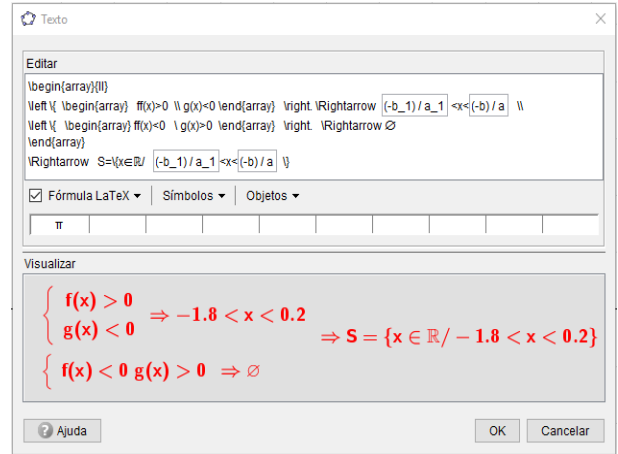 Texto
Editar
\begin{array}{ll}
\left \{ \begin{array} ff(x)>0 \\ g(x)<0 \end{array} \right. \Rightarrow (-b_1) / a_1 <x< (-b) / a \\
\left \{ \begin{array} ff(x)<0 \ g(x)>0 \end{array} \right. \Rightarrow ∅
\end{array}
\Rightarrow S=\{x∈ℝ/ (-b_1) / a_1 <x< (-b) / a \}
Fórmula LaTeX Símbolos Objetos
π
Visualizar
f(x) > 0
g(x) < 0 ⇒ −1.8 < x < 0.2
⇒ S = {x ∈ ℝ/ − 1.8 < x < 0.2}
f(x) < 0 g(x) > 0 ⇒ ∅
Ajuda OK Cancelar